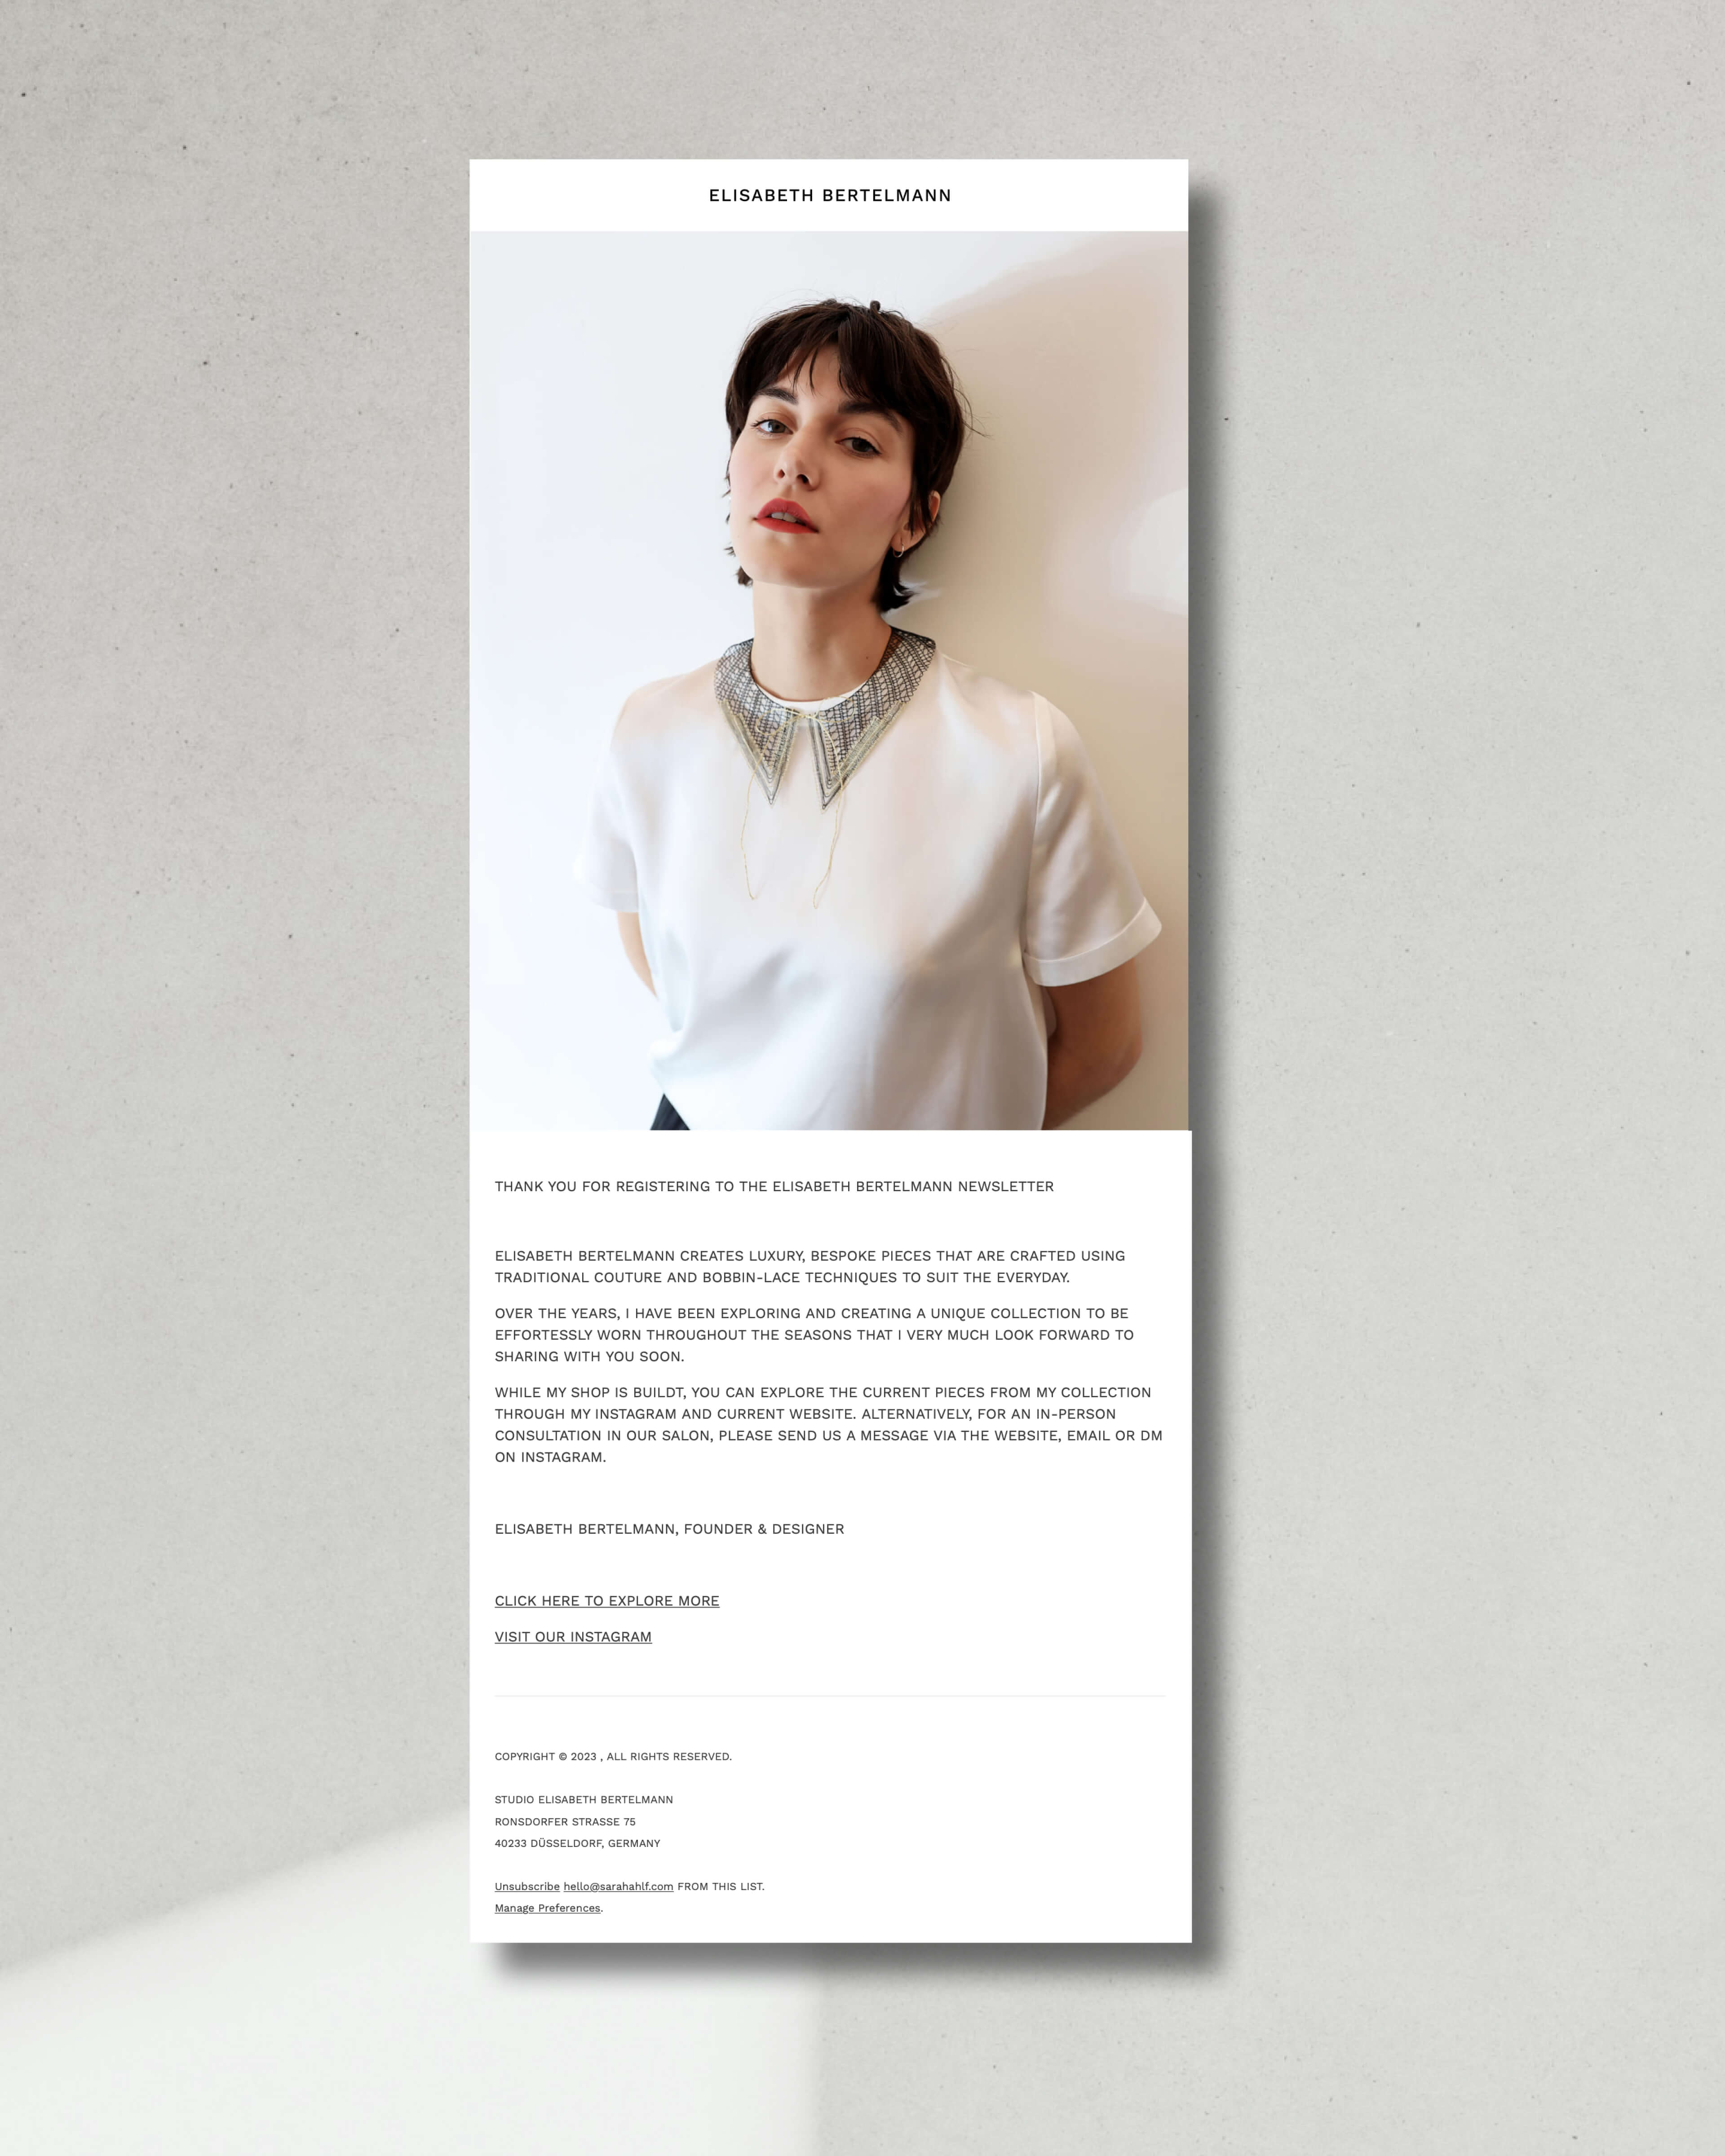 ELISABETH BERTELMANN
THANK YOU FOR REGISTERING TO THE ELISABETH BERTELMANN NEWSLETTER
ELISABETH BERTELMANN CREATES LUXURY, BESPOKE PIECES THAT ARE CRAFTED USING
TRADITIONAL COUTURE AND BOBBIN-LACE TECHNIQUES TO SUIT THE EVERYDAY.
OVER THE YEARS, I HAVE BEEN EXPLORING AND CREATING A UNIQUE COLLECTION TO BE
EFFORTESSLY WORN THROUGHOUT THE SEASONS THAT I VERY MUCH LOOK FORWARD TO
SHARING WITH YOU SOON.
WHILE MY SHOP IS BUILDT, YOU CAN EXPLORE THE CURRENT PIECES FROM MY COLLECTION
THROUGH MY INSTAGRAM AND CURRENT WEBSITE. ALTERNATIVELY, FOR AN IN-PERSON
CONSULTATION IN OUR SALON, PLEASE SEND US A MESSAGE VIA THE WEBSITE, EMAIL OR DM
ON INSTAGRAM.
ELISABETH BERTELMANN, FOUNDER & DESIGNER
CLICK HERE TO EXPLORE MORE
VISIT OUR INSTAGRAM
COPYRIGHT © 2023 , ALL RIGHTS RESERVED.
STUDIO ELISABETH BERTELMANN
RONSDORFER STRASSE 75
40233 DÜSSELDORF, GERMANY
Unsubscribe hello@sarahahlf.com FROM THIS LIST.
Manage Preferences.